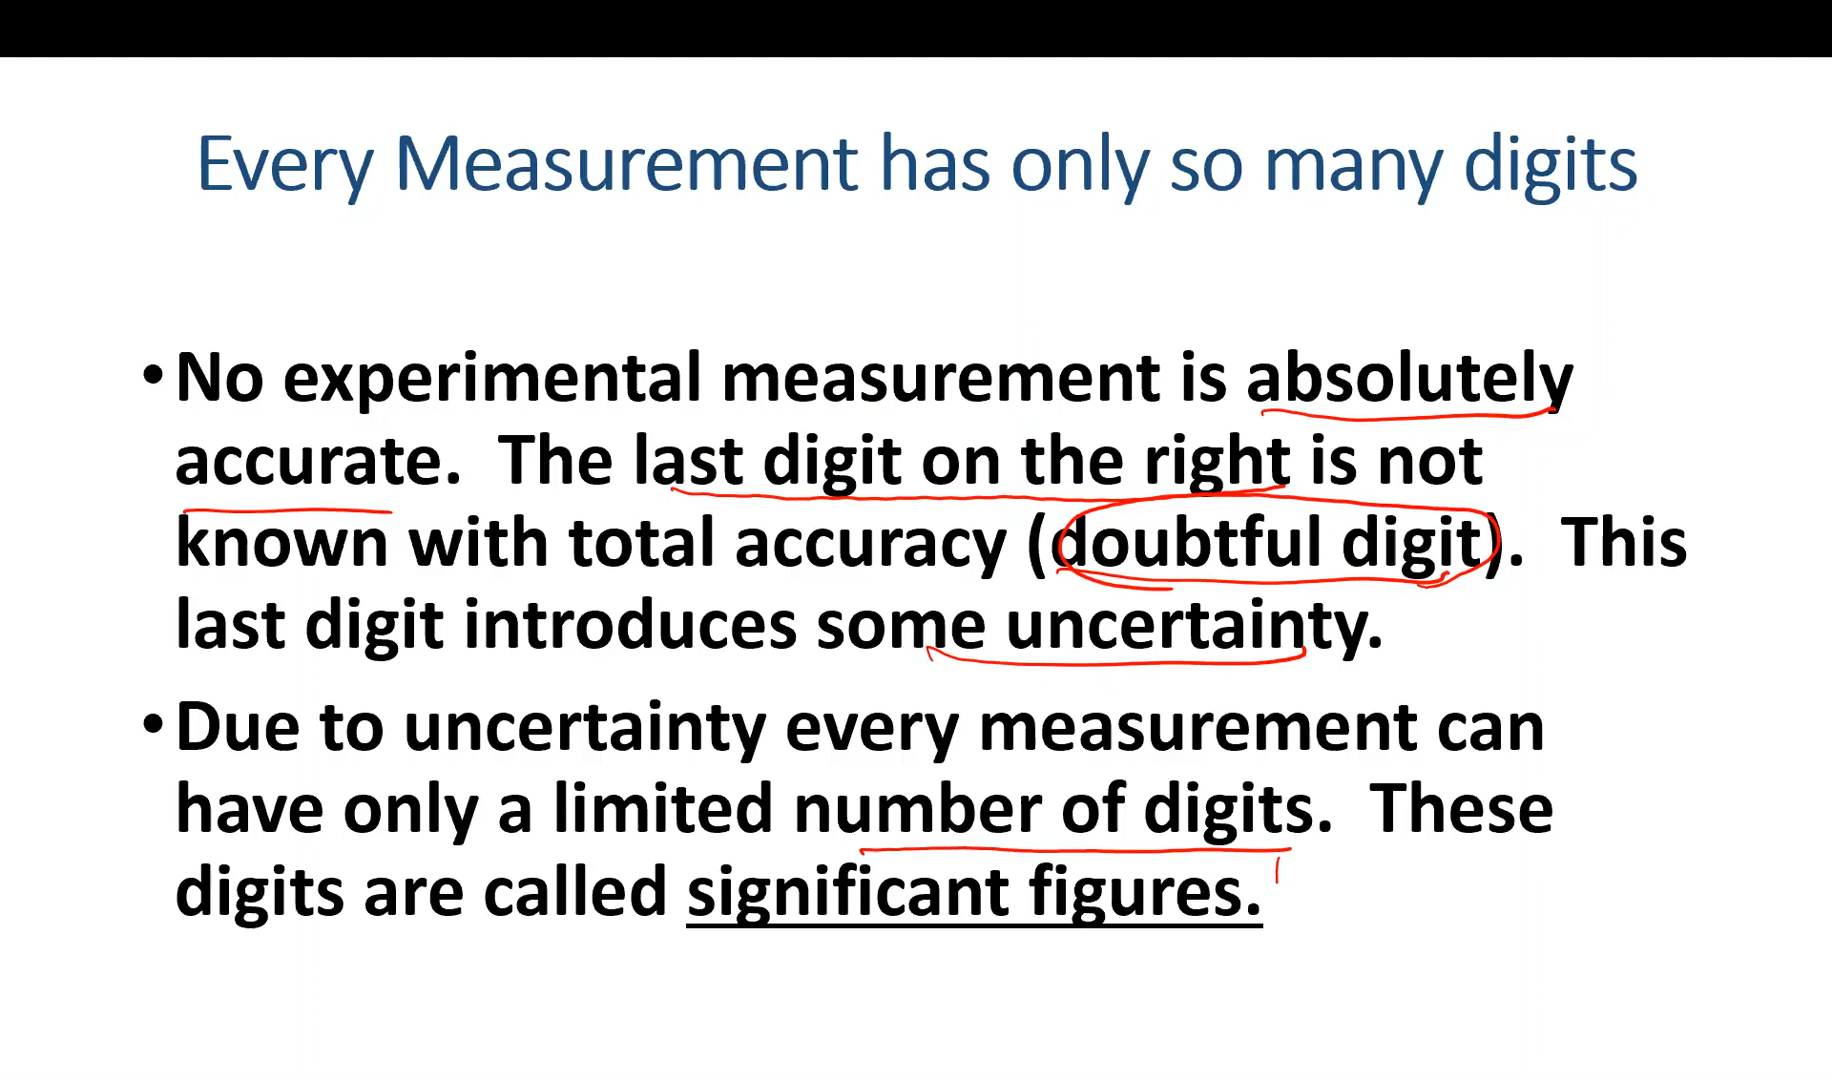 Every Measurement has only so many digits
• No experimental measurement is absolutely
accurate.  The last digit on the right is not
known with total accuracy (doubtful digit).  This
last digit introduces some uncertainty.
• Due to uncertainty every measurement can
have only a limited number of digits.  These
digits are called significant figures.